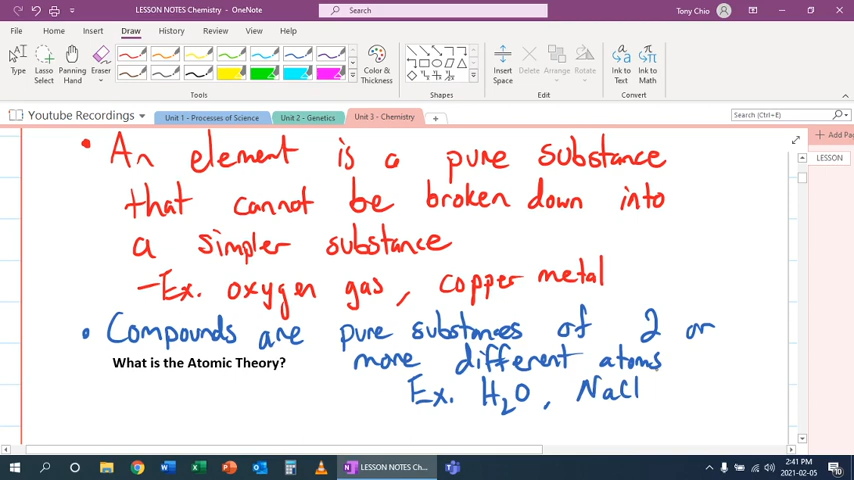 LESSON NOTES Chemistry - OneNote
Search
Tony Chio
File Home Insert Draw History Review View Help
Type
Lasso Select
Panning Hand
Eraser
Color & Thickness
Insert Space
Delete
Arrange
Rotate
Ink to Text
Ink to Math
Tools
Shapes
Edit
Convert
Youtube Recordings
Unit 1 - Processes of Science
Unit 2 - Genetics
Unit 3 - Chemistry
Search (Ctrl+E)
Add Pag
LESSON
• An element is a pure substance
that cannot be broken down into
a simpler substance
- Ex. oxygen gas, copper metal
• Compounds are pure substances of 2 or
more different atoms
What is the Atomic Theory?
Ex. H₂O, NaCl
LESSON NOTES Ch...
2:41 PM
2021-02-05
10